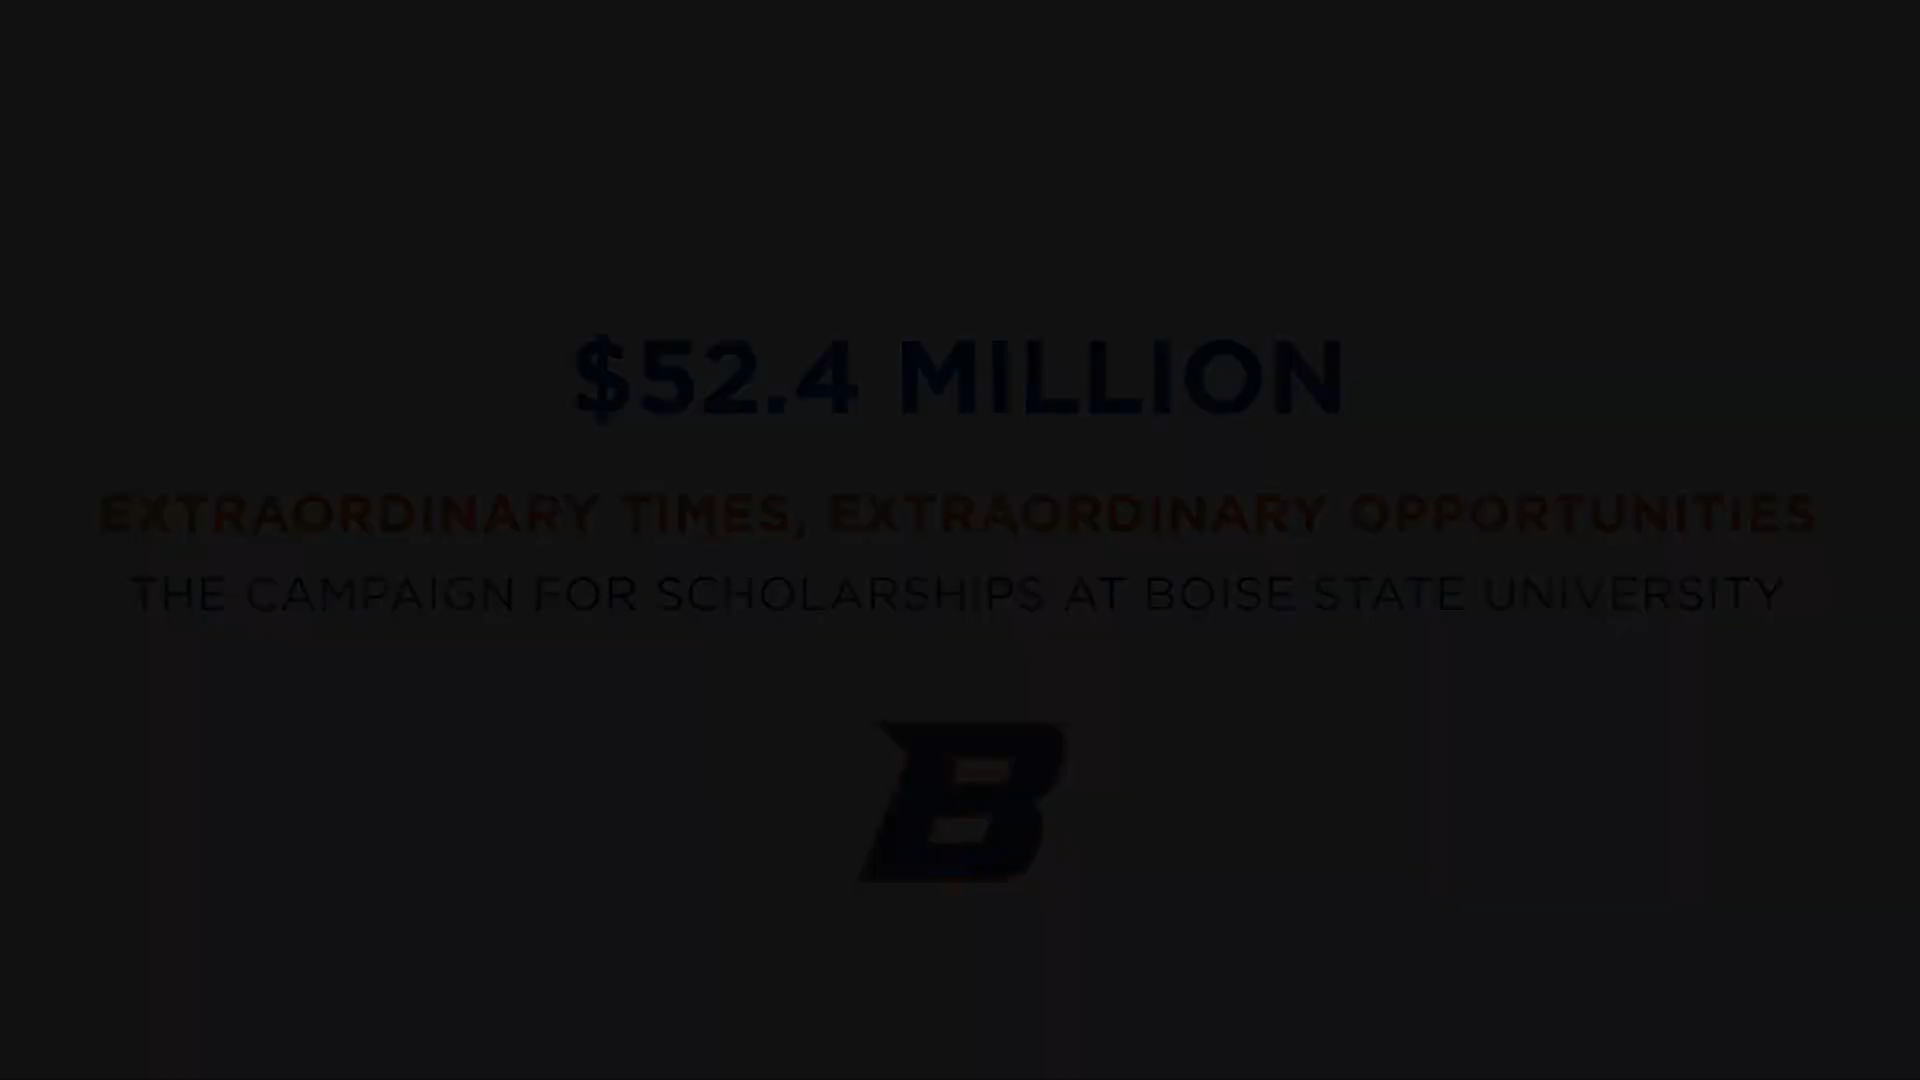 $52.4 MILLION
EXTRAORDINARY TIMES, EXTRAORDINARY OPPORTUNITIES
THE CAMPAIGN FOR SCHOLARSHIPS AT BOISE STATE UNIVERSITY
B